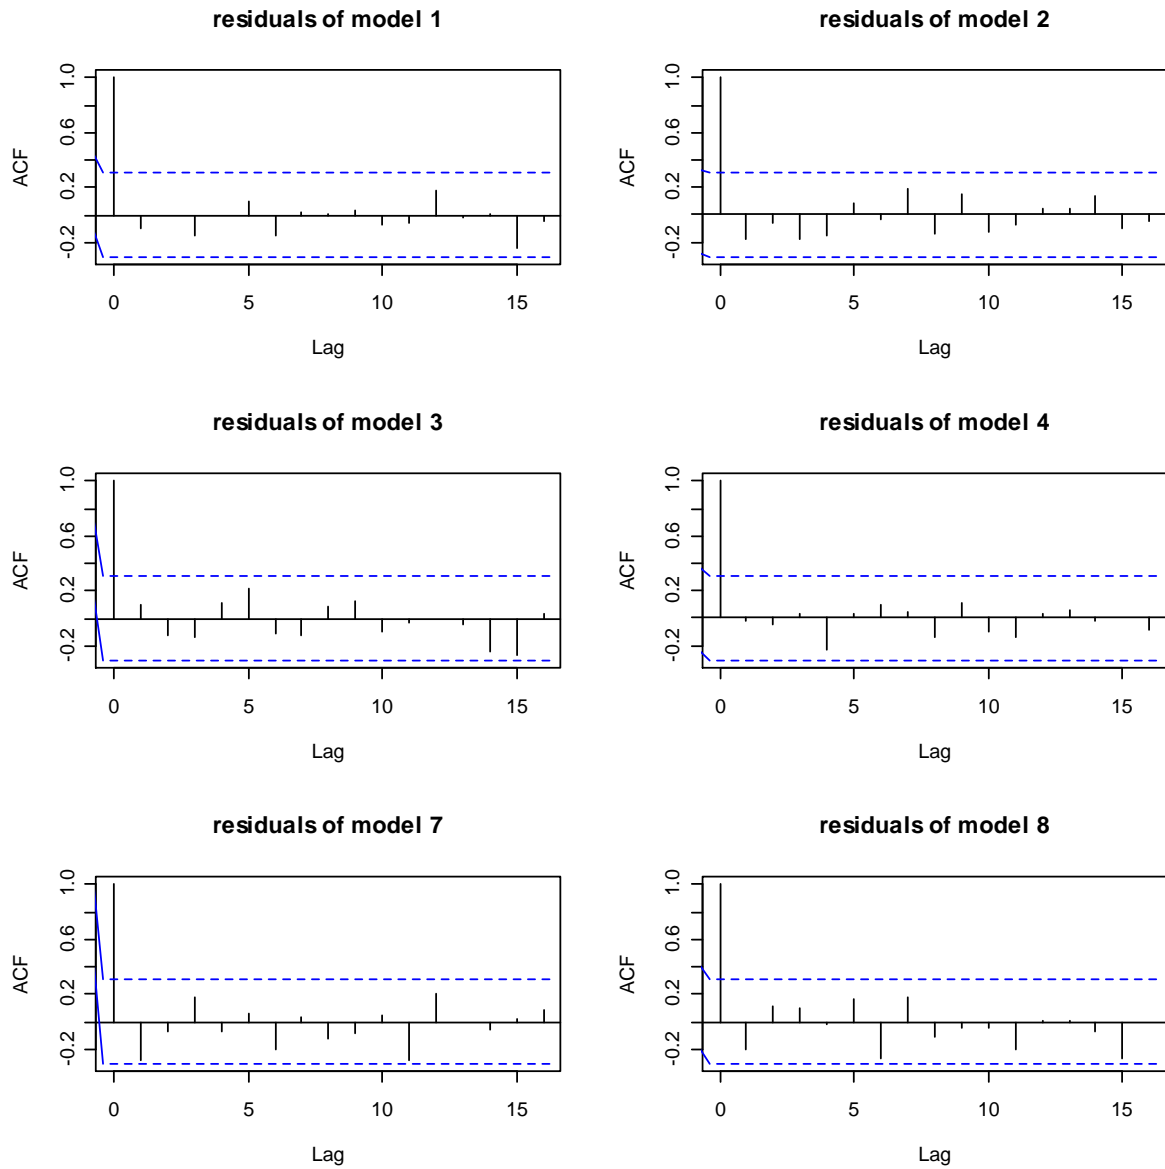 residuals of model 1
ACF
1.0
0.6
0.2
-0.2
0 5 10 15
Lag
residuals of model 2
ACF
1.0
0.6
0.2
-0.2
0 5 10 15
Lag
residuals of model 3
ACF
1.0
0.6
0.2
-0.2
0 5 10 15
Lag
residuals of model 4
ACF
1.0
0.6
0.2
-0.2
0 5 10 15
Lag
residuals of model 7
ACF
1.0
0.6
0.2
-0.2
0 5 10 15
Lag
residuals of model 8
ACF
1.0
0.6
0.2
-0.2
0 5 10 15
Lag